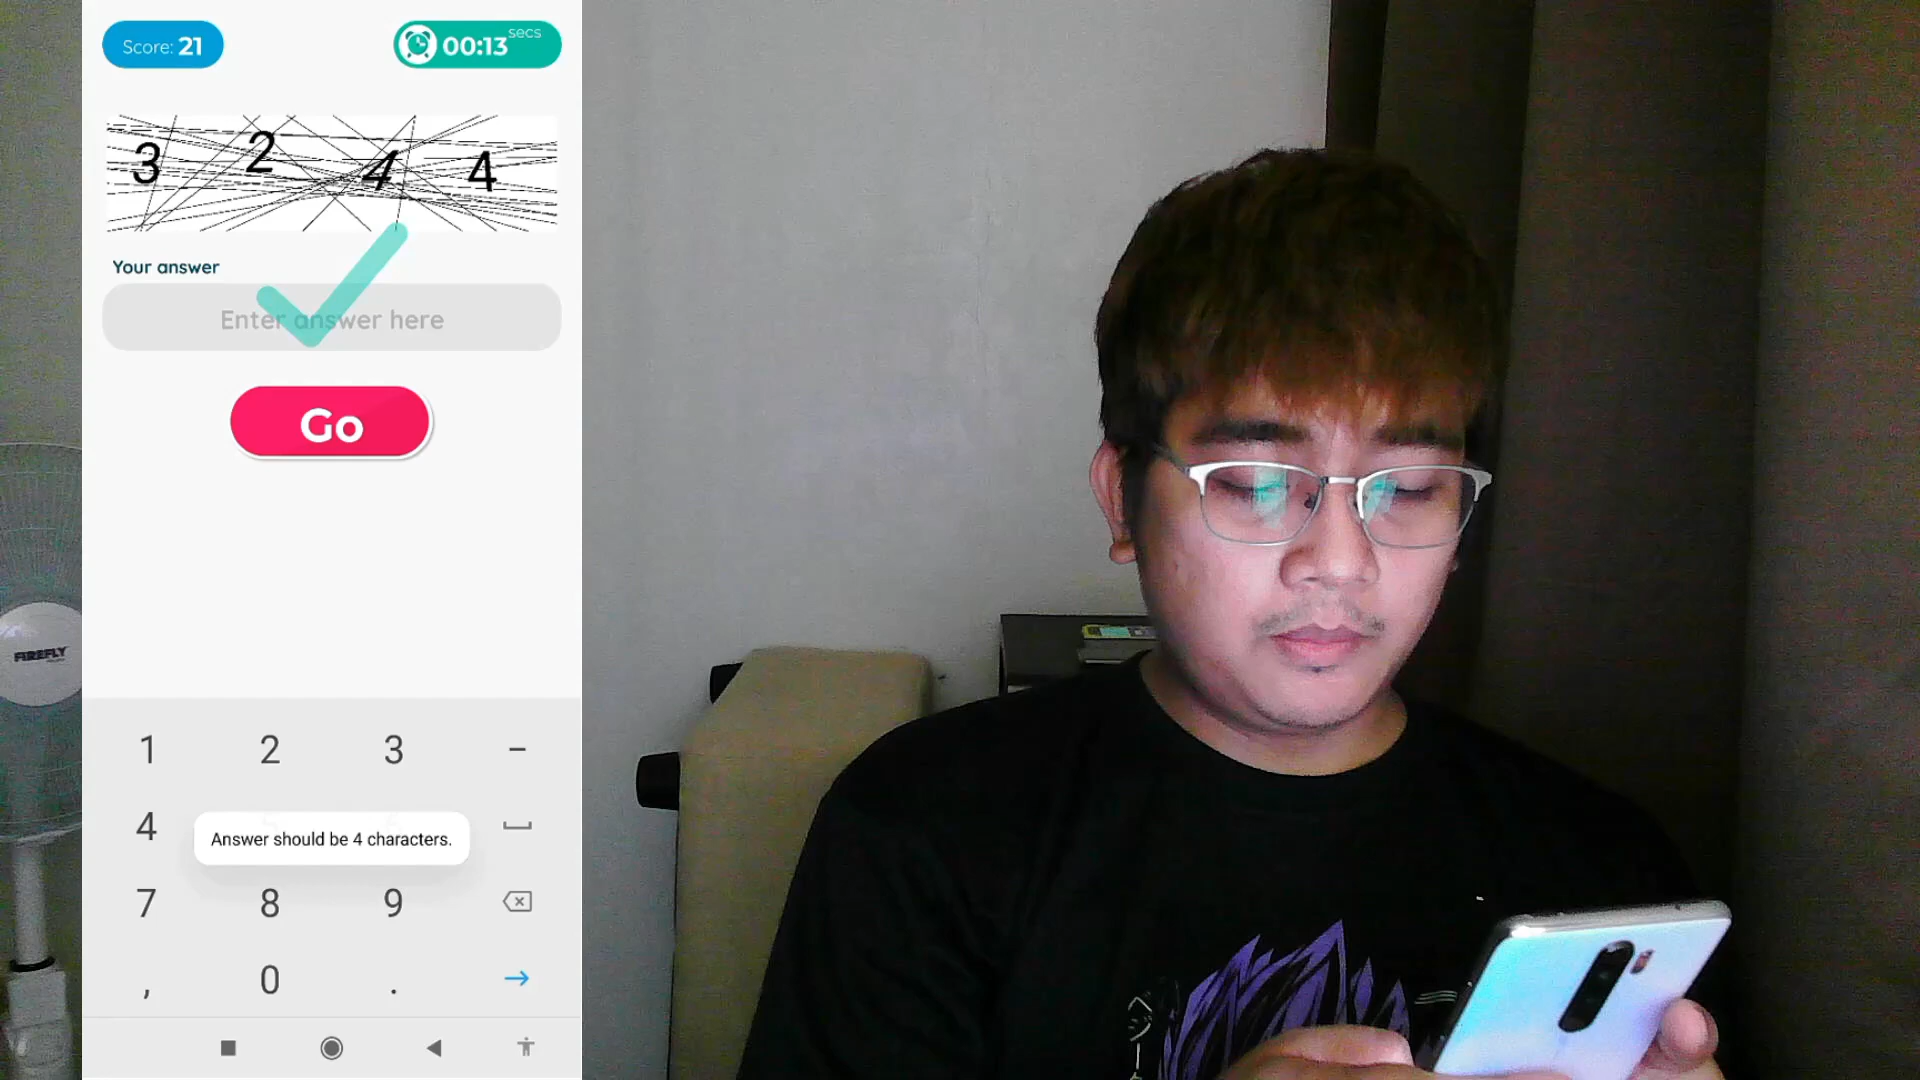 Score: 21
00:13 secs
3 2 4 4
Your answer
Enter answer here
Go
1 2 3 -
4
Answer should be 4 characters.
7 8 9
, 0 .
FIREFLY